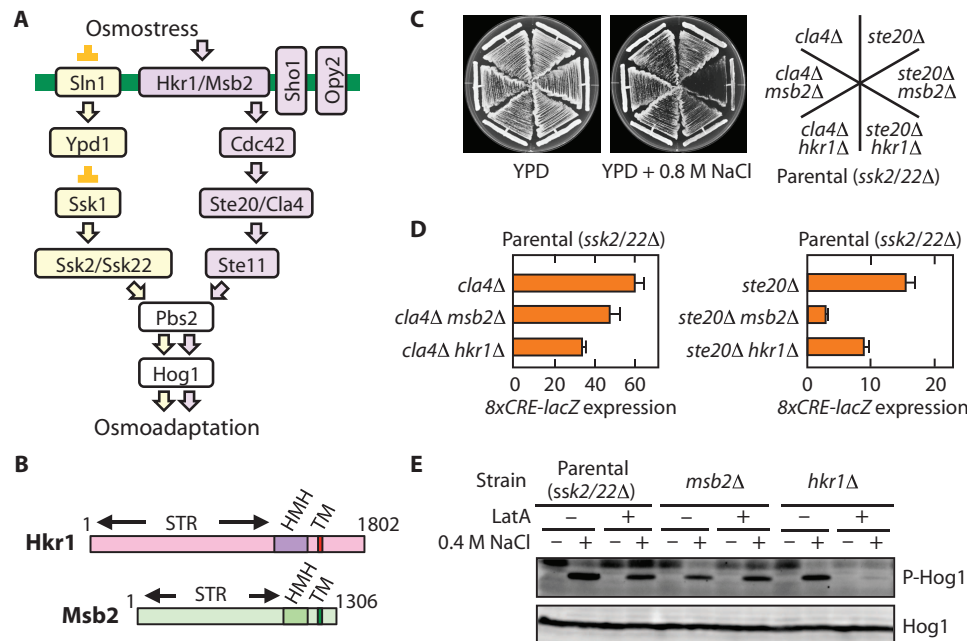 A
Osmostress
Sln1
Hkr1/Msb2
Sho1
Opy2
Ypd1
Cdc42
Ssk1
Ste20/Cla4
Ssk2/Ssk22
Ste11
Pbs2
Hog1
Osmoadaptation
B
1 STR HMH TM 1802
Hkr1
1 STR HMH TM 1306
Msb2
C
YPD
YPD + 0.8 M NaCl
cla4Δ
ste20Δ
cla4Δ
msb2Δ
ste20Δ
msb2Δ
cla4Δ
hkr1Δ
ste20Δ
hkr1Δ
Parental (ssk2/22Δ)
D
Parental (ssk2/22Δ)
cla4Δ
cla4Δ msb2Δ
cla4Δ hkr1Δ
0 20 40 60
8xCRE-lacZ expression
Parental (ssk2/22Δ)
ste20Δ
ste20Δ msb2Δ
ste20Δ hkr1Δ
0 10 20
8xCRE-lacZ expression
E
Strain
Parental
(ssk2/22Δ)
msb2Δ
hkr1Δ
LatA – + – + – +
0.4 M NaCl – + – + – + – + – + – +
P-Hog1
Hog1